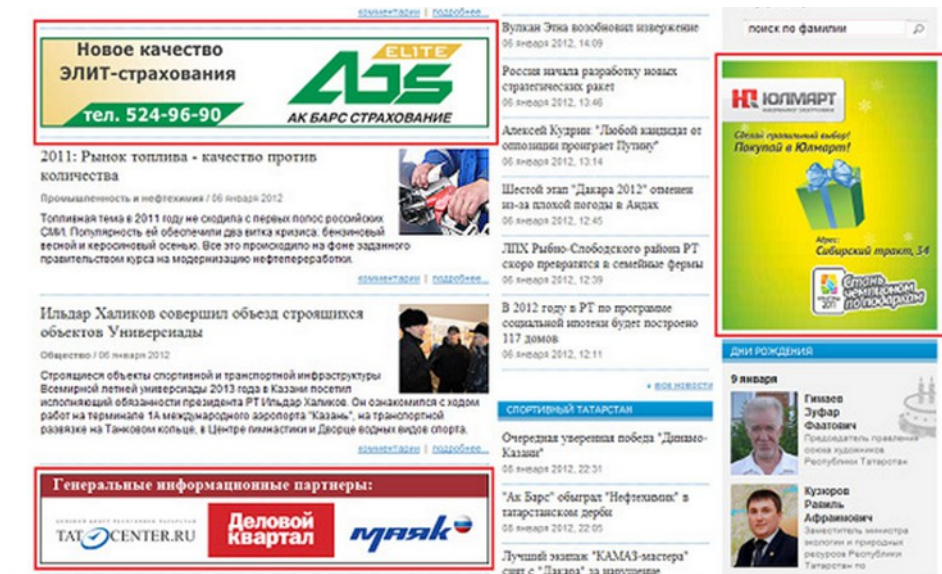 комментарии | подробнее...
Новое качество
ЭЛИТ-страхования
тел. 524-96-90
ELITE
АК БАРС СТРАХОВАНИЕ
2011: Рынок топлива - качество против
количества
Промышленность и нефтехимия / 06 января 2012
Топливная тема в 2011 году не сходила с первых полос российских
СМИ. Популярность ей обеспечили два витка кризиса: бензиновый
весной и керосиновый осенью. Все это происходило на фоне заданного
правительством курса на модернизацию нефтепереработки.
комментарии | подробнее...
Ильдар Халиков совершил объезд строящихся
объектов Универсиады
Общество / 06 января 2012
Строящиеся объекты спортивной и транспортной инфраструктуры
Всемирной летней универсиады 2013 года в Казани посетил
исполняющий обязанности президента РТ Ильдар Халиков. Он ознакомился с ходом
работ на терминале 1А международного аэропорта "Казань", на транспортной
развязке на Танковом кольце, в Центре гимнастики и Дворце водных видов спорта.
комментарии | подробнее...
Генеральные информационные партнеры:
ДЕЛОВОЙ ЦЕНТР РЕСПУБЛИКИ ТАТАРСТАН
TATCENTER.RU
Деловой
квартал
маяк
Вулкан Этна возобновил извержение
06 января 2012, 14:09
Россия начала разработку новых
стратегических ракет
06 января 2012, 13:46
Алексей Кудрин: "Любой кандидат от
оппозиции проиграет Путину"
06 января 2012, 13:14
Шестой этап "Дакара 2012" отменен
из-за плохой погоды в Андах
06 января 2012, 12:45
ЛПХ Рыбно-Слободского района РТ
скоро превратятся в семейные фермы
06 января 2012, 12:39
В 2012 году в РТ по программе
социальной ипотеки будет построено
117 домов
06 января 2012, 12:11
все новости
СПОРТИВНЫЙ ТАТАРСТАН
Очередная уверенная победа "Динамо-
Казани"
05 января 2012, 22:31
"Ак Барс" обыграл "Нефтехимик" в
татарстанском дерби
05 января 2012, 22:05
Лучший экипаж "КАМАЗ-мастера"
снят с "Дакара" за нарушение
поиск по фамилии
ЮЛМАРТ
Сделай правильный выбор!
Покупай в Юлмарт!
Адрес:
Сибирский тракт, 34
Стань
чемпионом
по подаркам
2011
ДНИ РОЖДЕНИЯ
9 января
Гимаев
Зуфар
Фаатович
Председатель правления
союза художников
Республики Татарстан
Кузюров
Равиль
Афраимович
Заместитель министра
экологии и природных
ресурсов Республики
Татарстан по